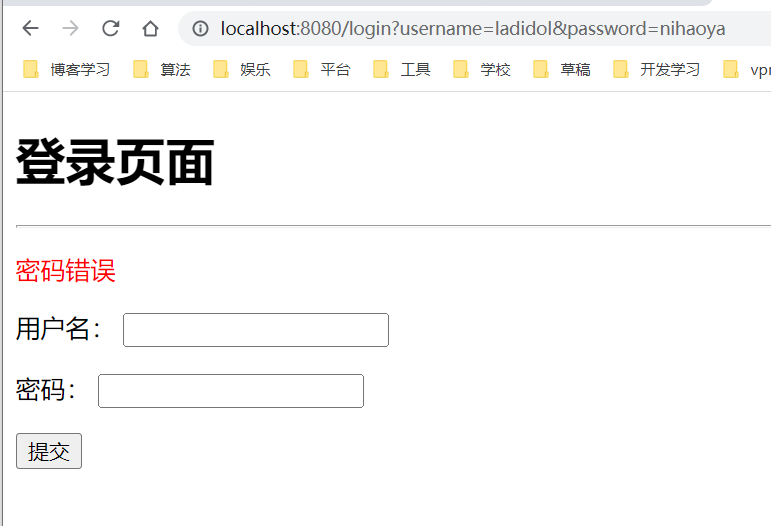 localhost:8080/login?username=ladidol&password=nihaoya
博客学习 算法 娱乐 平台 工具 学校 草稿 开发学习
登录页面
密码错误
用户名：
密码：
提交